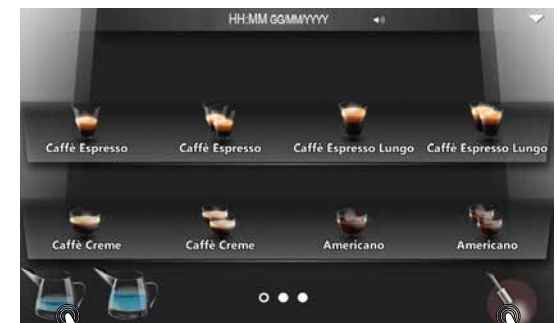 HH:MM GG/MM/YYYY
Caffè Espresso Caffè Espresso Caffè Espresso Lungo Caffè Espresso Lungo
Caffè Creme Caffè Creme Americano Americano